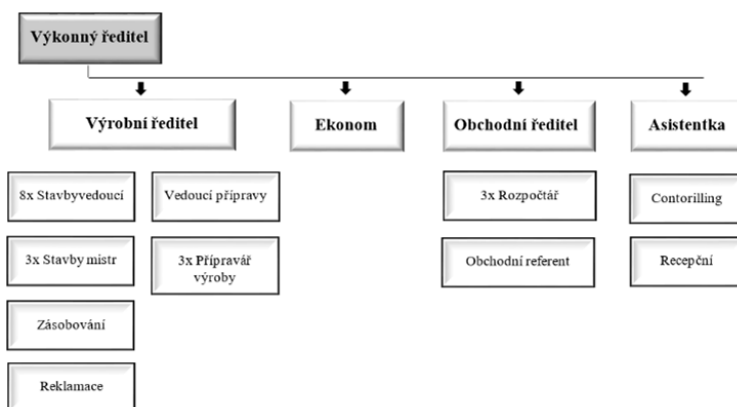 Výkonný ředitel
Výrobní ředitel
Ekonom
Obchodní ředitel
Asistentka
8x Stavbyvedoucí
Vedoucí přípravy
3x Rozpočtář
Contorilling
3x Stavby mistr
3x Přípravář
výroby
Obchodní referent
Recepční
Zásobování
Reklamace